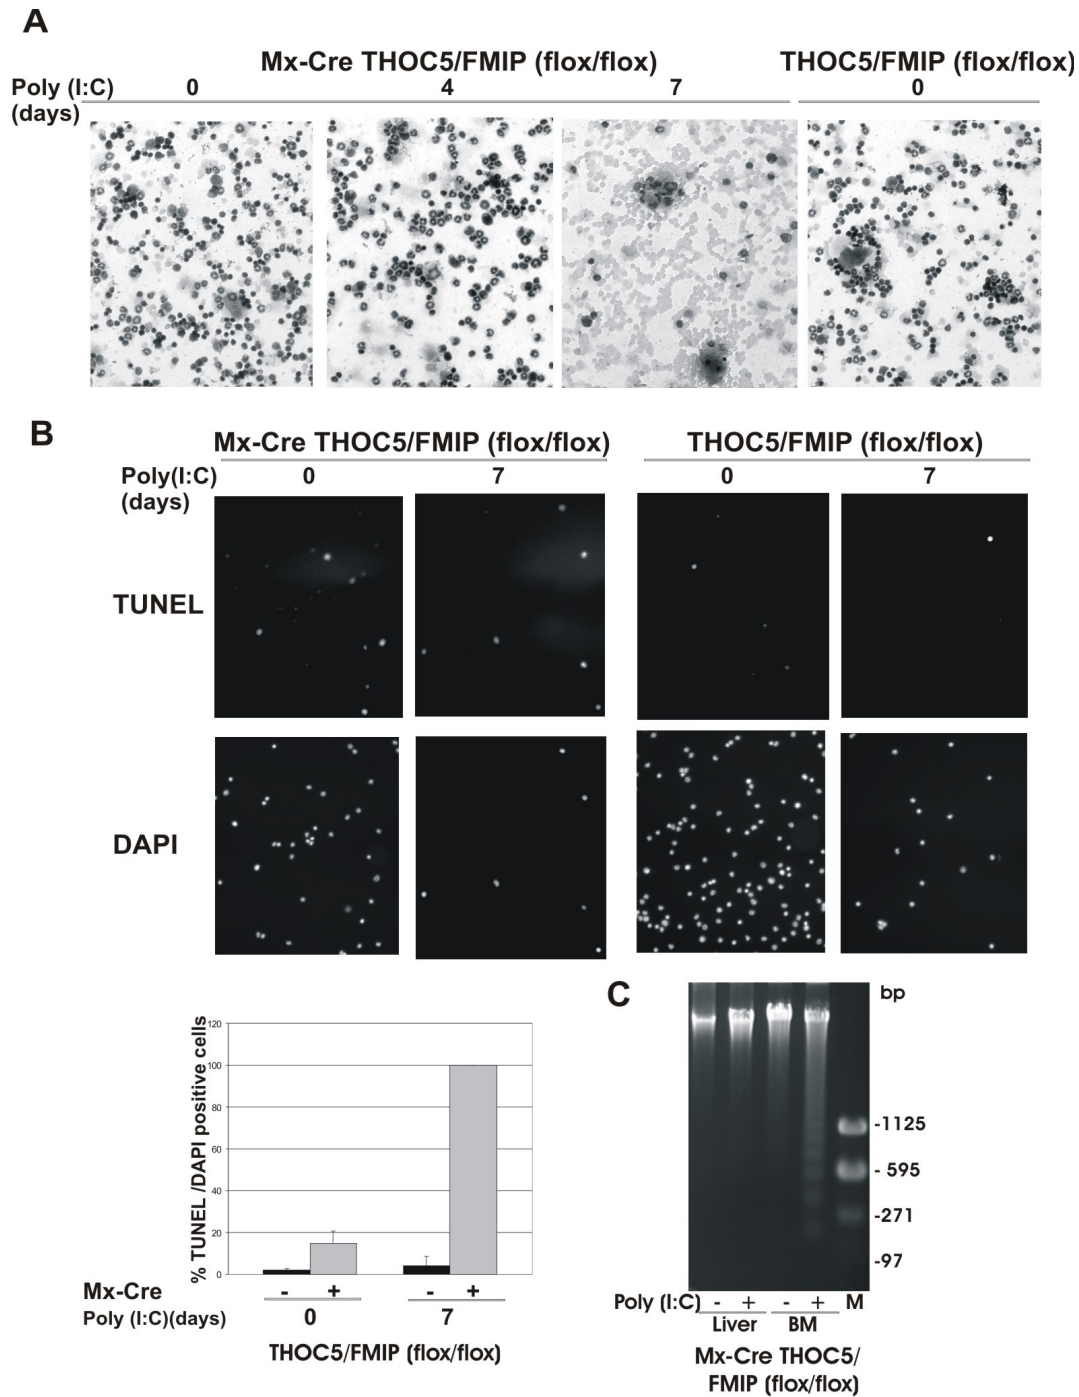 A
Mx-Cre THOC5/FMIP (flox/flox) THOC5/FMIP (flox/flox)
Poly (I:C) 0 4 7 0
(days)
B
Mx-Cre THOC5/FMIP (flox/flox) THOC5/FMIP (flox/flox)
Poly(I:C) 0 7 0 7
(days)
TUNEL
DAPI
% TUNEL /DAPI positive cells
120
100
80
60
40
20
0
Mx-Cre - + - +
Poly (I:C)(days) 0 7
THOC5/FMIP (flox/flox)
C
bp
-1125
- 595
-271
-97
Poly (I:C) - + - + M
Liver BM
Mx-Cre THOC5/
FMIP (flox/flox)